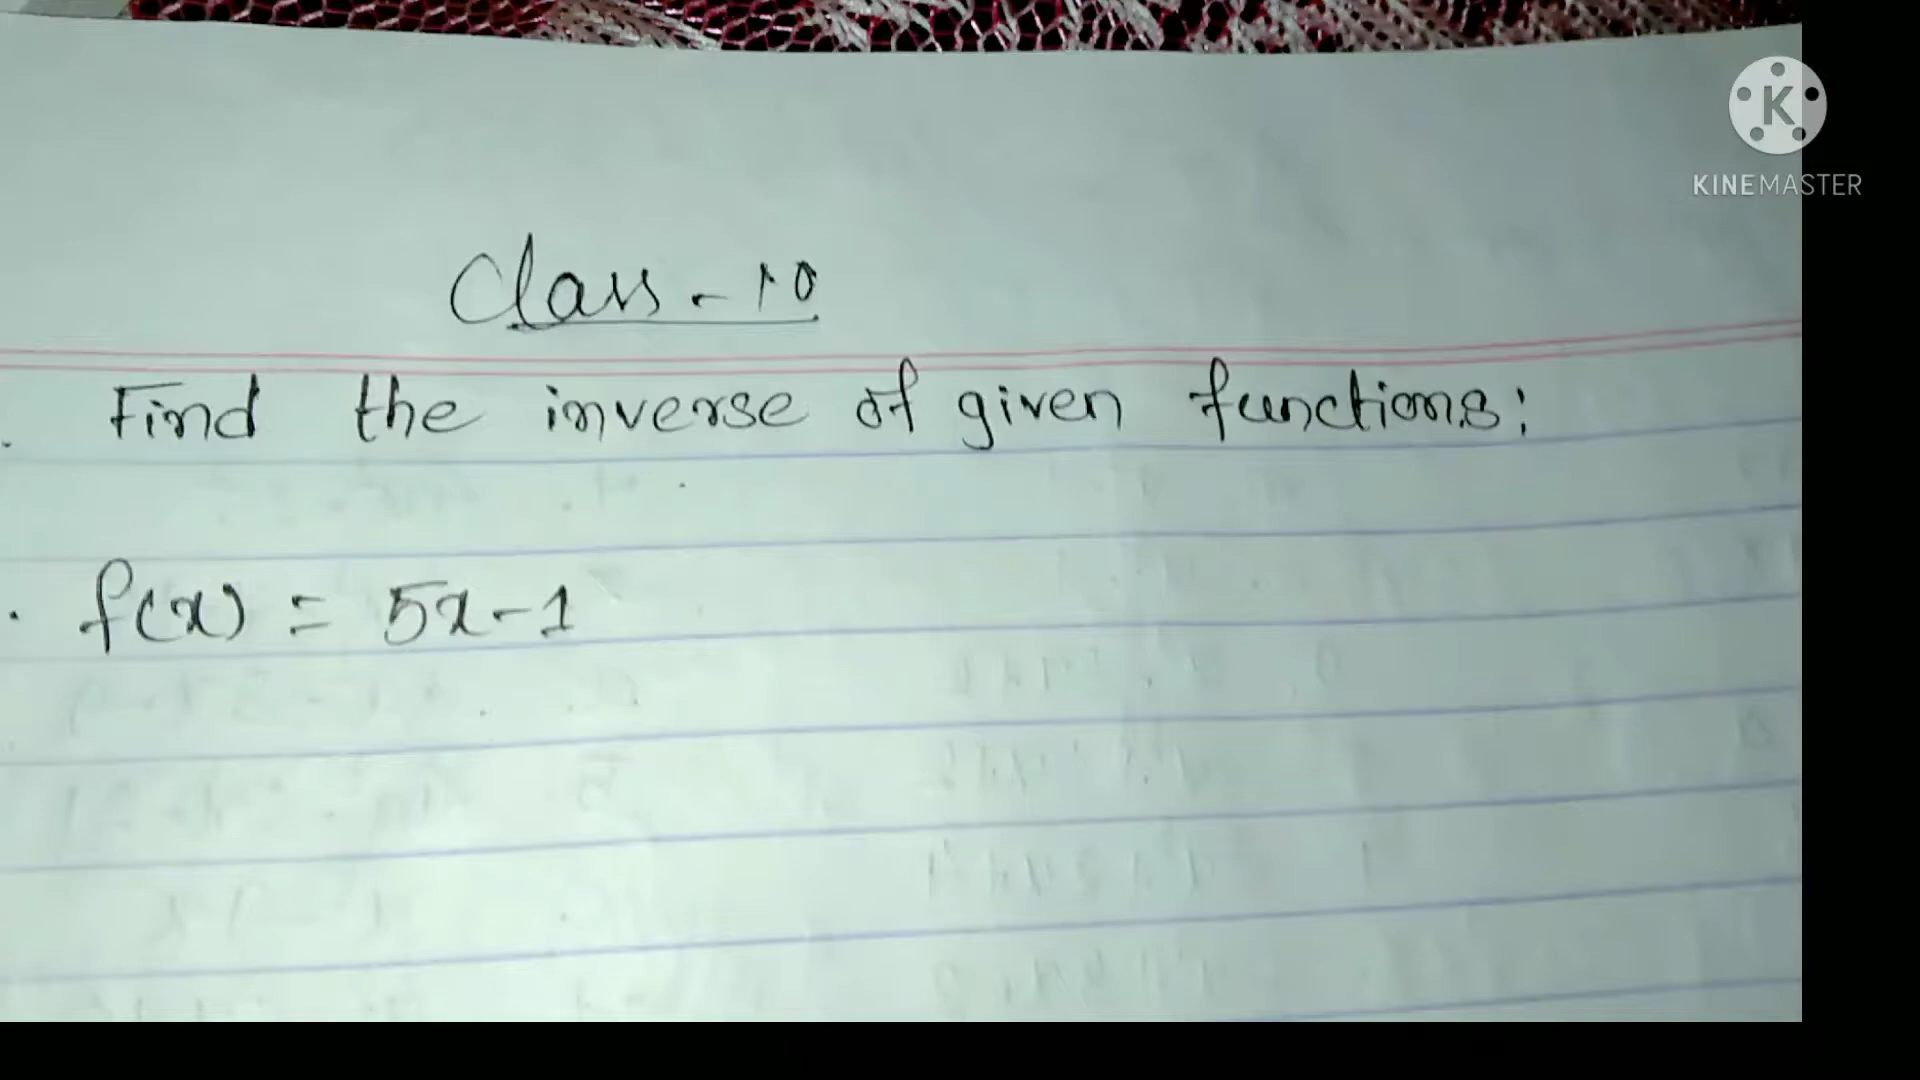 KINEMASTER
Class - 10
Find the inverse of given functions:
f(x) = 5x-1